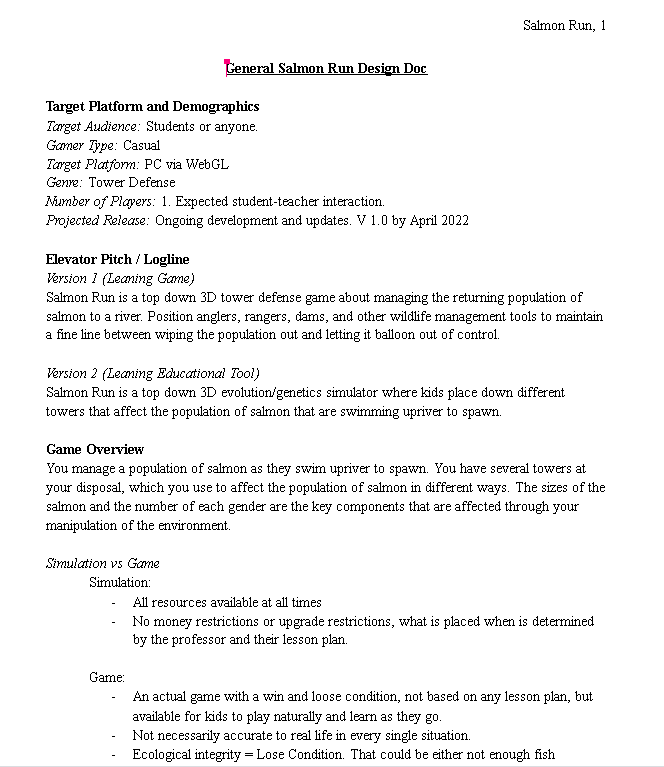 Salmon Run, 1
General Salmon Run Design Doc
Target Platform and Demographics
Target Audience: Students or anyone.
Gamer Type: Casual
Target Platform: PC via WebGL
Genre: Tower Defense
Number of Players: 1. Expected student-teacher interaction.
Projected Release: Ongoing development and updates. V 1.0 by April 2022
Elevator Pitch / Logline
Version 1 (Leaning Game)
Salmon Run is a top down 3D tower defense game about managing the returning population of
salmon to a river. Position anglers, rangers, dams, and other wildlife management tools to maintain
a fine line between wiping the population out and letting it balloon out of control.
Version 2 (Leaning Educational Tool)
Salmon Run is a top down 3D evolution/genetics simulator where kids place down different
towers that affect the population of salmon that are swimming upriver to spawn.
Game Overview
You manage a population of salmon as they swim upriver to spawn. You have several towers at
your disposal, which you use to affect the population of salmon in different ways. The sizes of the
salmon and the number of each gender are the key components that are affected through your
manipulation of the environment.
Simulation vs Game
Simulation:
- All resources available at all times
- No money restrictions or upgrade restrictions, what is placed when is determined
by the professor and their lesson plan.
Game:
- An actual game with a win and loose condition, not based on any lesson plan, but
available for kids to play naturally and learn as they go.
- Not necessarily accurate to real life in every single situation.
- Ecological integrity = Lose Condition. That could be either not enough fish